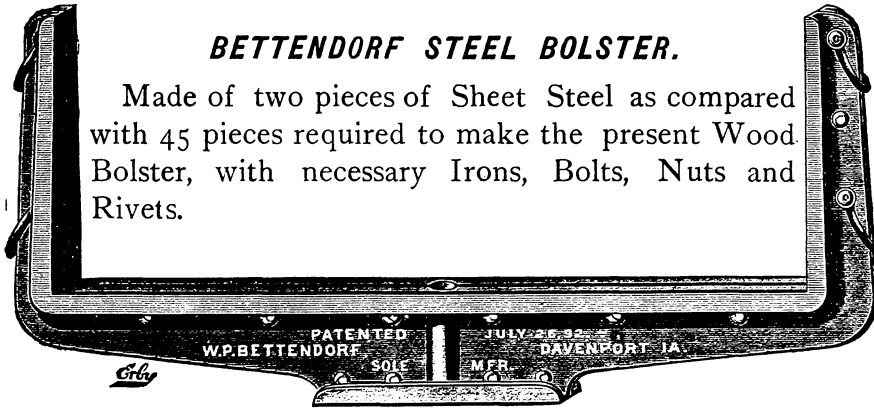 BETTENDORF STEEL BOLSTER.
Made of two pieces of Sheet Steel as compared
with 45 pieces required to make the present Wood
Bolster, with necessary Irons, Bolts, Nuts and
Rivets.
PATENTED JULY 26, 92
W.P. BETTENDORF DAVENPORT IA.
SOLE MFR.
Erby